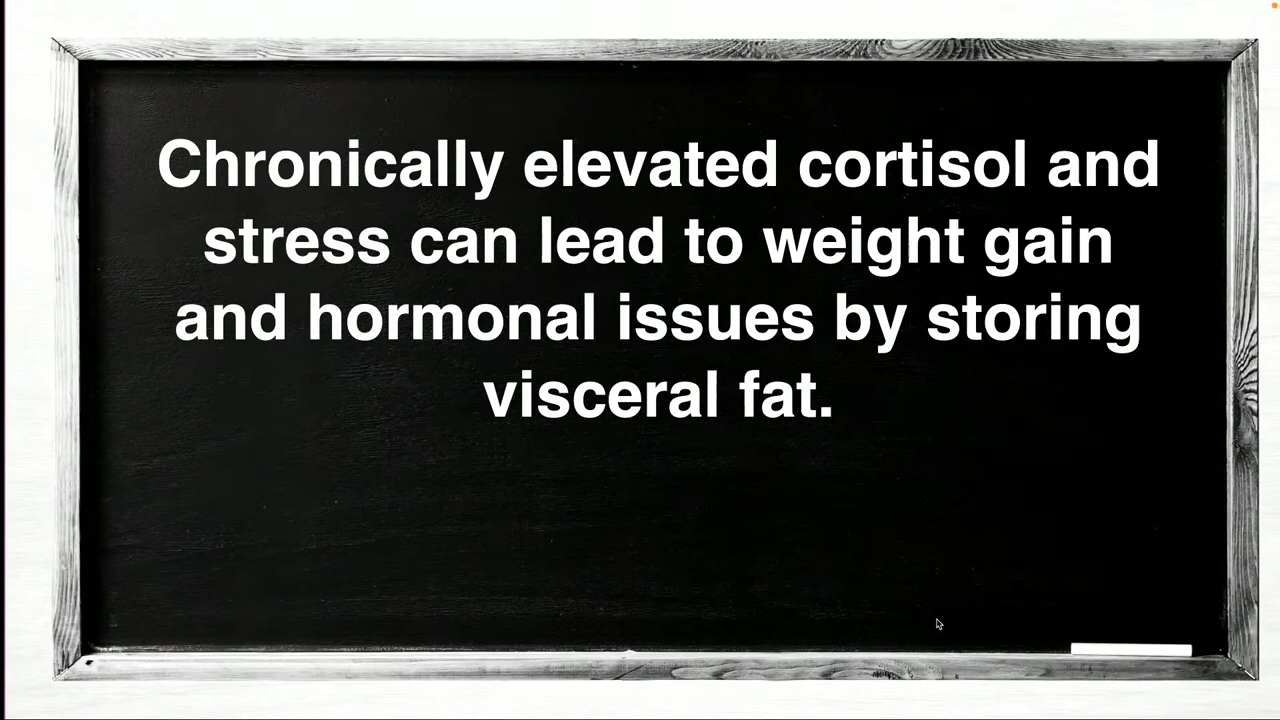 Chronically elevated cortisol and
stress can lead to weight gain
and hormonal issues by storing
visceral fat.